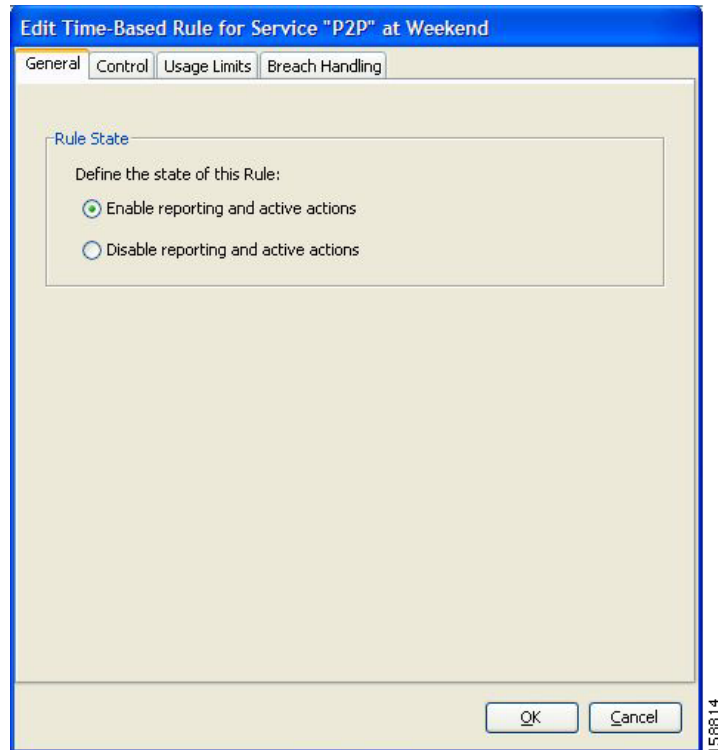 Edit Time-Based Rule for Service "P2P" at Weekend
General Control Usage Limits Breach Handling
Rule State
Define the state of this Rule:
Enable reporting and active actions
Disable reporting and active actions
OK Cancel
58814